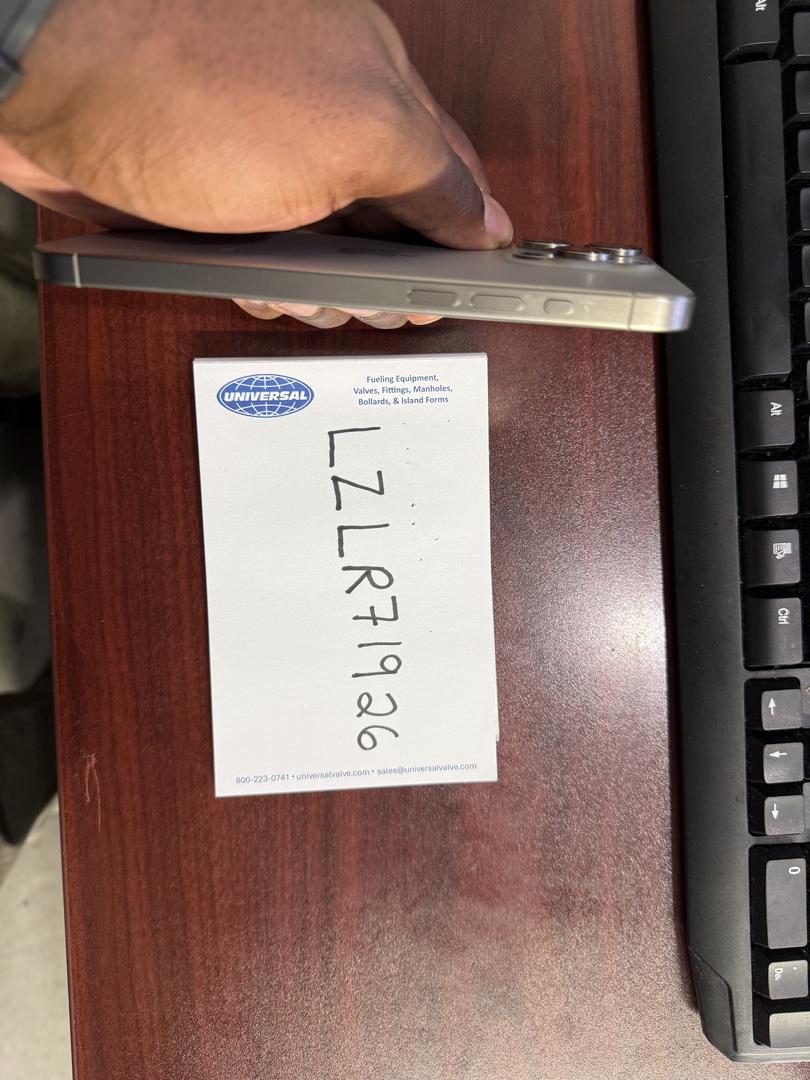 UNIVERSAL
Fueling Equipment,
Valves, Fittings, Manholes,
Bollards, & Island Forms
LZLR71926
800-223-0741 • universalvalve.com • sales@universalvalve.com
Alt
Alt
Ctrl
0
Del